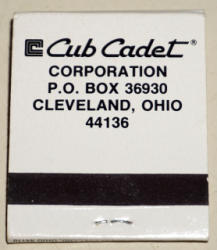 Cub Cadet®
CORPORATION
P.O. BOX 36930
CLEVELAND, OHIO
44136